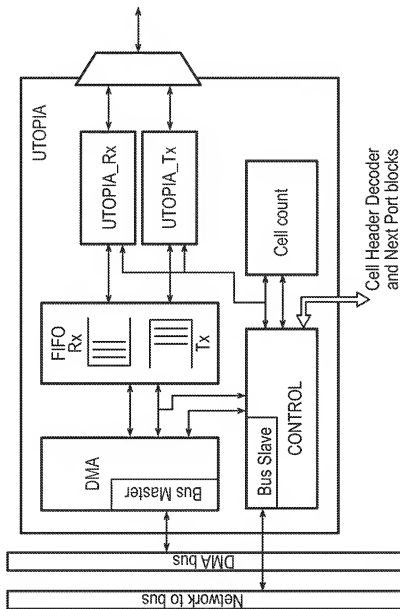 UTOPIA
UTOPIA_Rx
UTOPIA_Tx
FIFO
Rx
Tx
DMA
Bus Master
Cell count
Bus Slave
CONTROL
Cell Header Decoder
and Next Port blocks
DMA bus
Network to bus